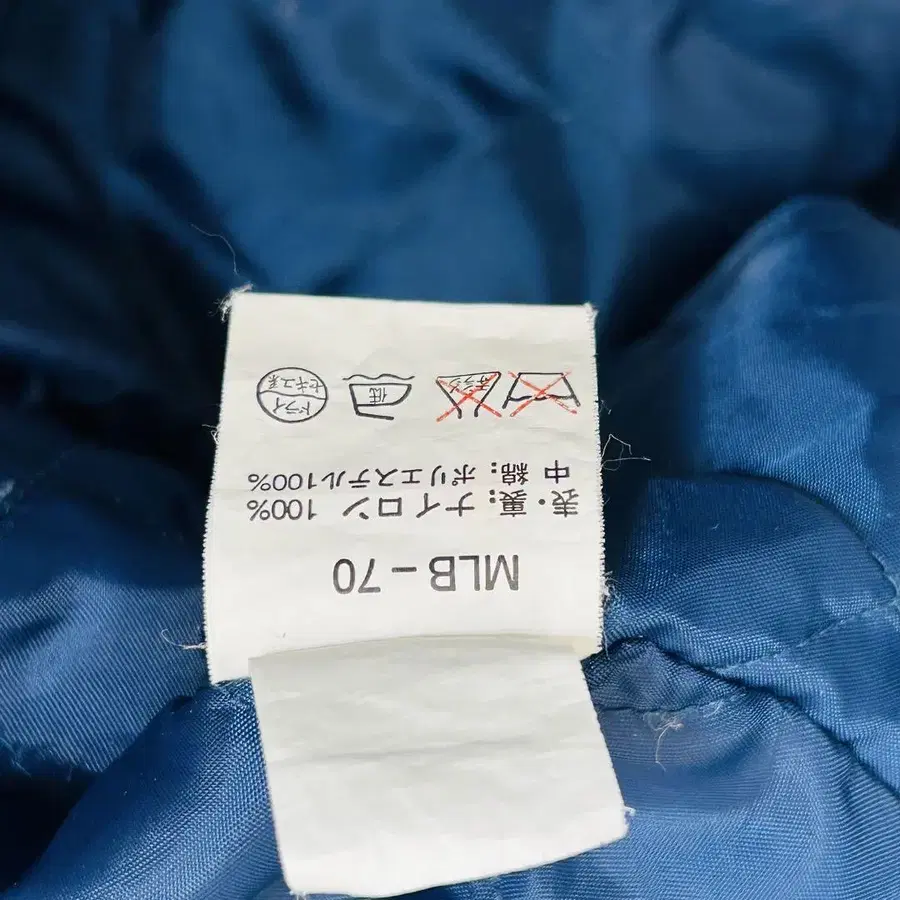 MLB-70
表・裏：ナイロン 100%
中 綿：ポリエステル100%
低
ドライ
セキユ系